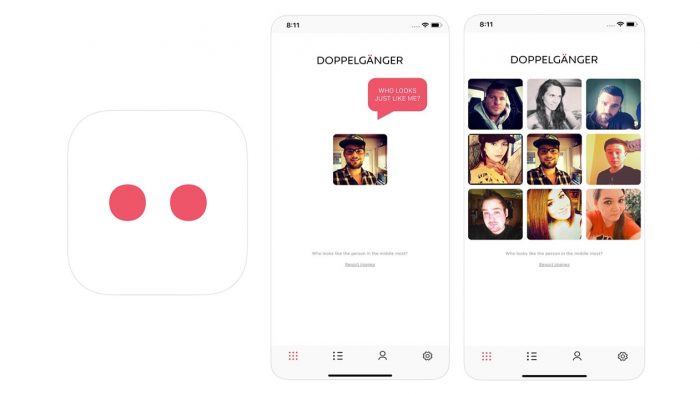 8:11
DOPPELGÄNGER
WHO LOOKS
JUST LIKE ME?
Who looks like the person in the middle most?
Report images
8:11
DOPPELGÄNGER
Who looks like the person in the middle most?
Report images